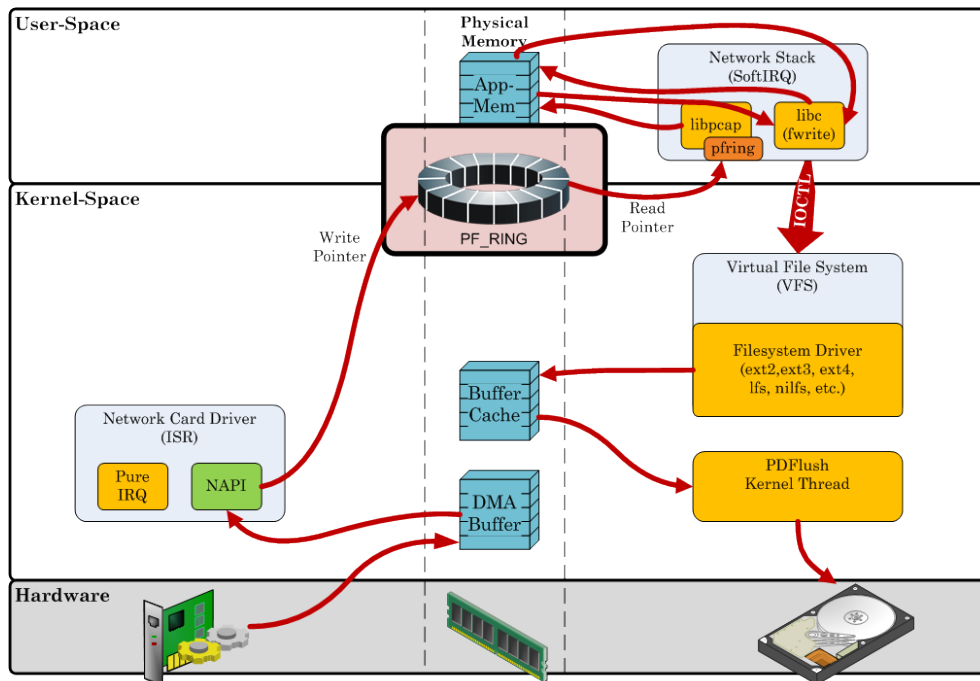 User-Space
Physical
Memory
App-
Mem
Network Stack
(SoftIRQ)
libpcap
pfring
libc
(fwrite)
Kernel-Space
PF_RING
Write
Pointer
Read
Pointer
IOCTL
Virtual File System
(VFS)
Filesystem Driver
(ext2,ext3, ext4,
lfs, nilfs, etc.)
Buffer
Cache
Network Card Driver
(ISR)
Pure
IRQ
NAPI
DMA
Buffer
PDFlush
Kernel Thread
Hardware